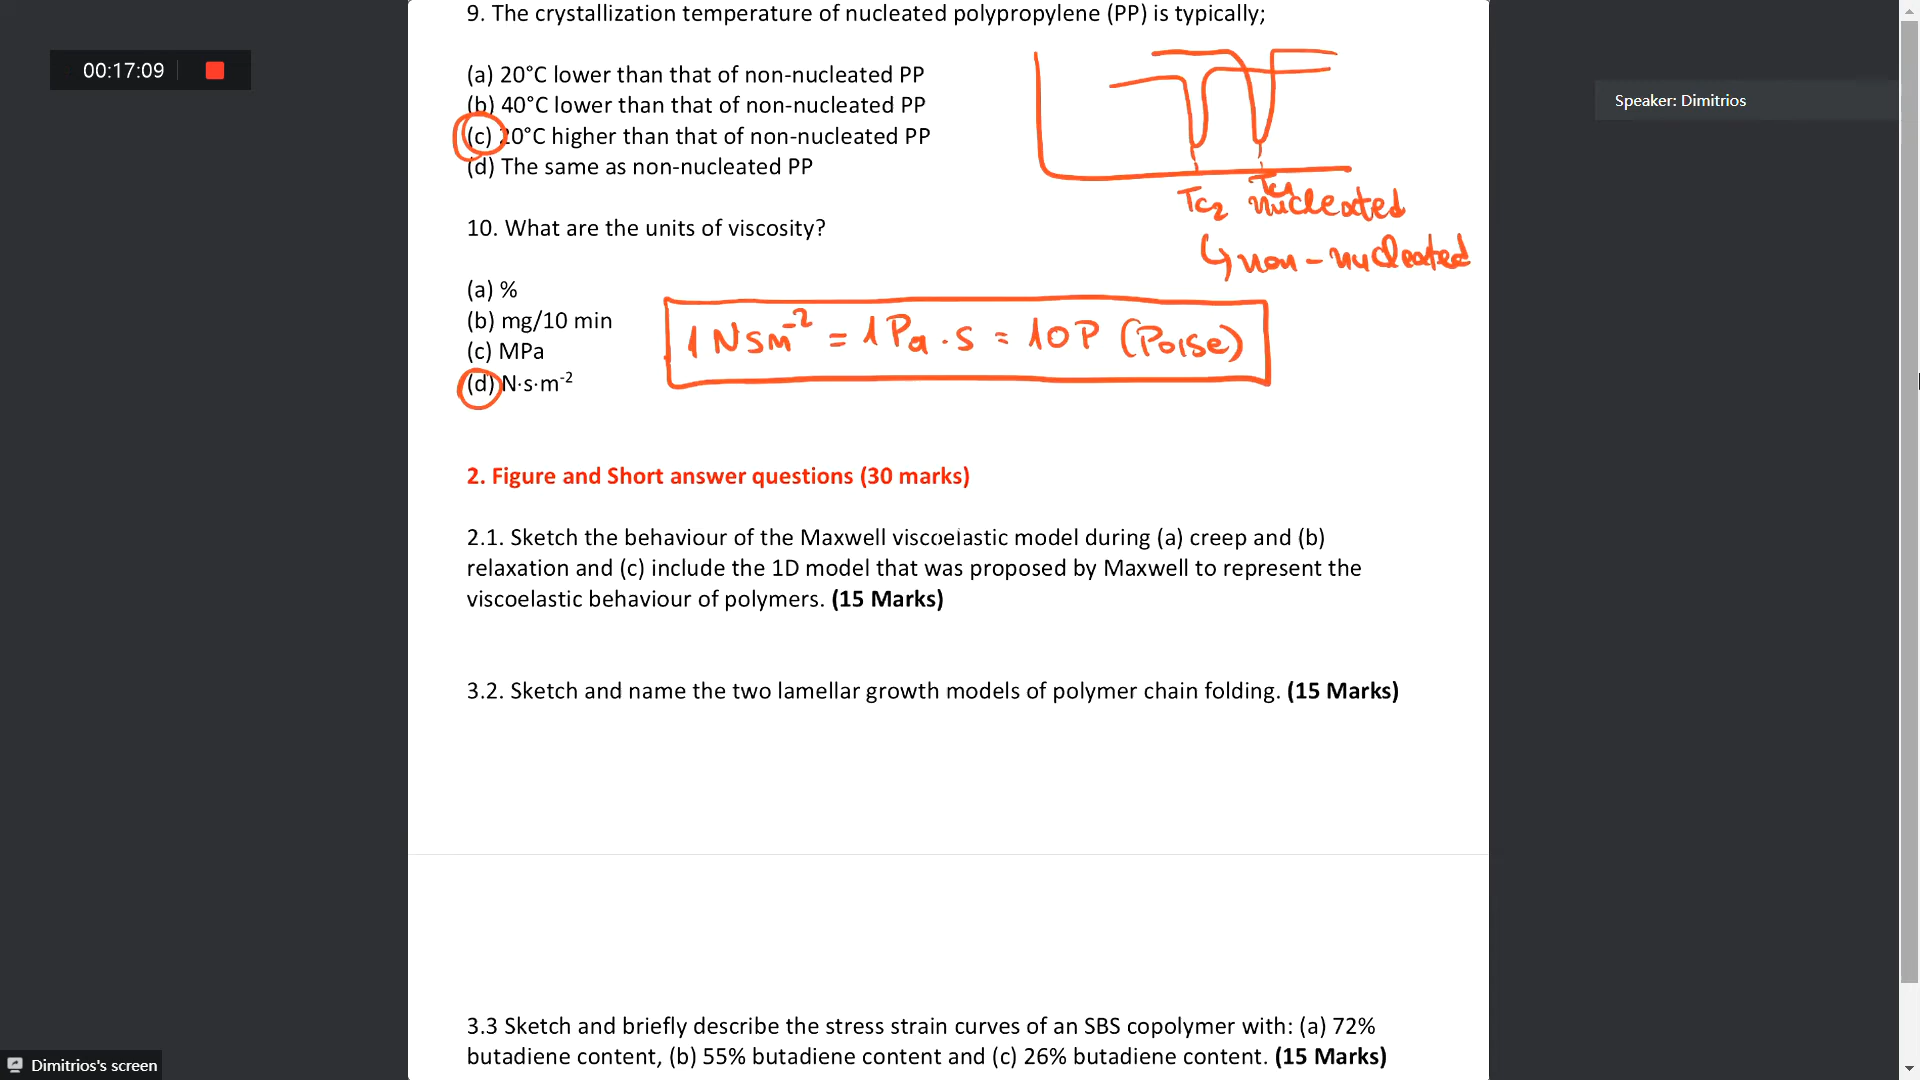 9. The crystallization temperature of nucleated polypropylene (PP) is typically;
00:17:09
Speaker: Dimitrios
(a) 20°C lower than that of non-nucleated PP
(b) 40°C lower than that of non-nucleated PP
(c) 20°C higher than that of non-nucleated PP
(d) The same as non-nucleated PP
Tc1
Tc2 nucleated
↳ non-nucleated
10. What are the units of viscosity?
(a) %
(b) mg/10 min
(c) MPa
(d) N·s·m-2
1 Nsm-2 = 1 Pa·s = 10P (Poise)
2. Figure and Short answer questions (30 marks)
2.1. Sketch the behaviour of the Maxwell viscoelastic model during (a) creep and (b)
relaxation and (c) include the 1D model that was proposed by Maxwell to represent the
viscoelastic behaviour of polymers. (15 Marks)
3.2. Sketch and name the two lamellar growth models of polymer chain folding. (15 Marks)
3.3 Sketch and briefly describe the stress strain curves of an SBS copolymer with: (a) 72%
butadiene content, (b) 55% butadiene content and (c) 26% butadiene content. (15 Marks)
Dimitrios's screen